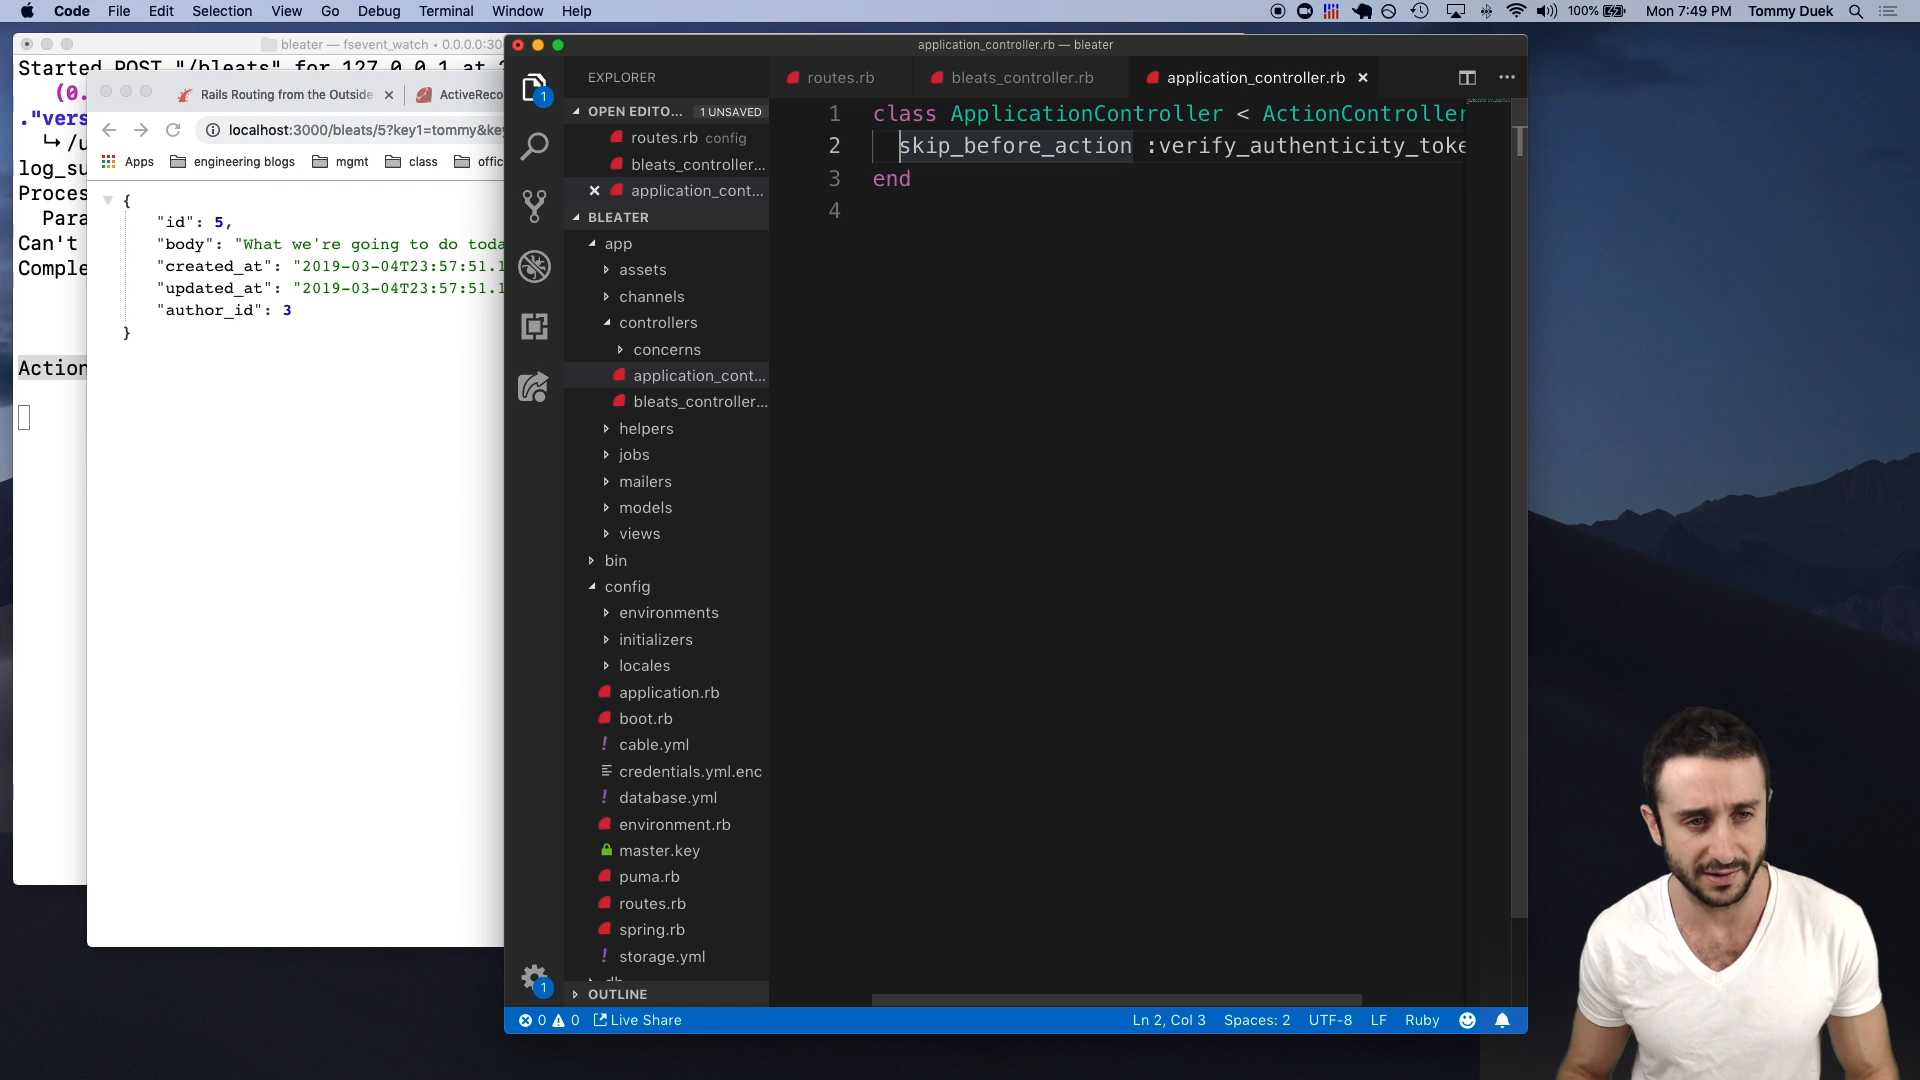 Code File Edit Selection View Go Debug Terminal Window Help
100% Mon 7:49 PM Tommy Duek
bleater — fsevent_watch • 0.0.0.0:30
Started POST "/bleats" for 127.0.0.1 at
(0.
."vers
↳ /u
log_su
Proces
Para
Can't
Comple
Action
Rails Routing from the Outside
ActiveReco
localhost:3000/bleats/5?key1=tommy&key
Apps engineering blogs mgmt class offic
{
"id": 5,
"body": "What we're going to do toda
"created_at": "2019-03-04T23:57:51.1
"updated_at": "2019-03-04T23:57:51.1
"author_id": 3
}
application_controller.rb — bleater
EXPLORER
OPEN EDITO... 1 UNSAVED
routes.rb config
bleats_controller...
application_cont...
BLEATER
app
assets
channels
controllers
concerns
application_cont...
bleats_controller...
helpers
jobs
mailers
models
views
bin
config
environments
initializers
locales
application.rb
boot.rb
cable.yml
credentials.yml.enc
database.yml
environment.rb
master.key
puma.rb
routes.rb
spring.rb
storage.yml
OUTLINE
1
1
routes.rb bleats_controller.rb application_controller.rb
1 class ApplicationController < ActionController
2 skip_before_action :verify_authenticity_toke
3 end
4
0 0 Live Share
Ln 2, Col 3 Spaces: 2 UTF-8 LF Ruby